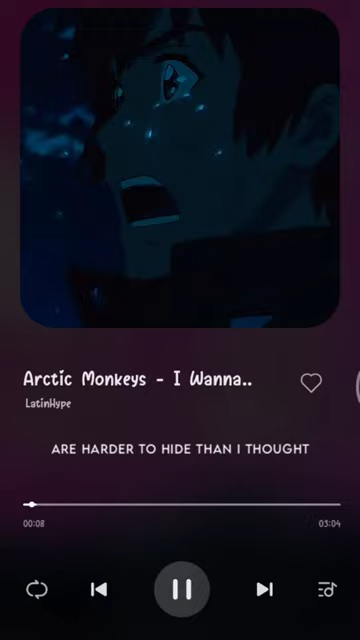 Arctic Monkeys - I Wanna..
LatinHype
ARE HARDER TO HIDE THAN I THOUGHT
00:08
03:04